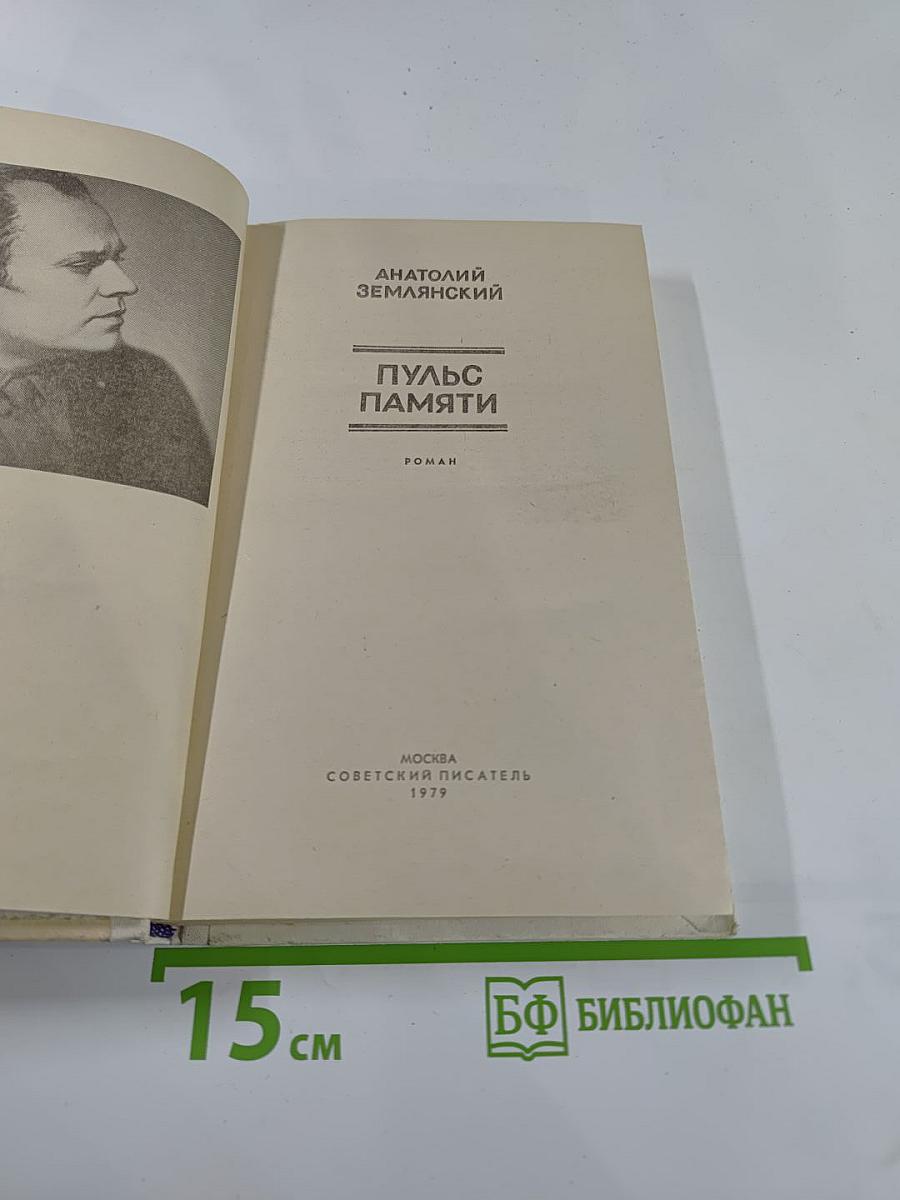 АНАТОЛИЙ
ЗЕМЛЯНСКИЙ
ПУЛЬС
ПАМЯТИ
РОМАН
МОСКВА
СОВЕТСКИЙ ПИСАТЕЛЬ
1979
15 см
БФ БИБЛИОФАН